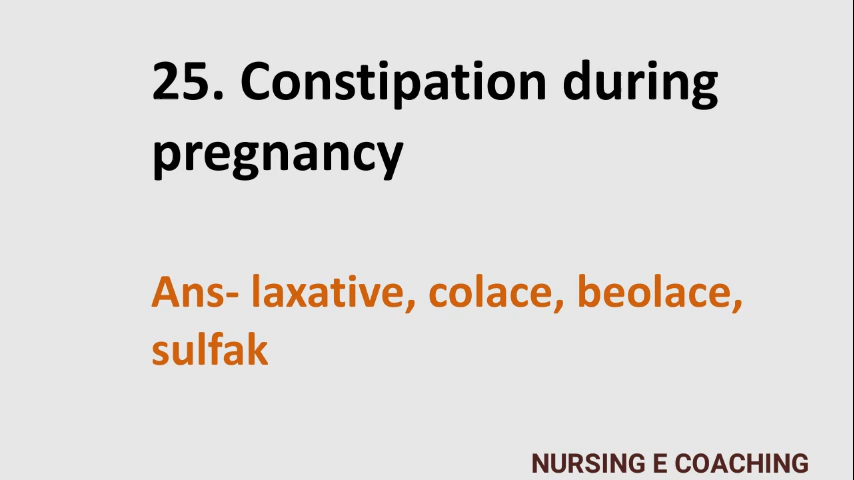 25. Constipation during
pregnancy
Ans- laxative, colace, beolace,
sulfak
NURSING E COACHING